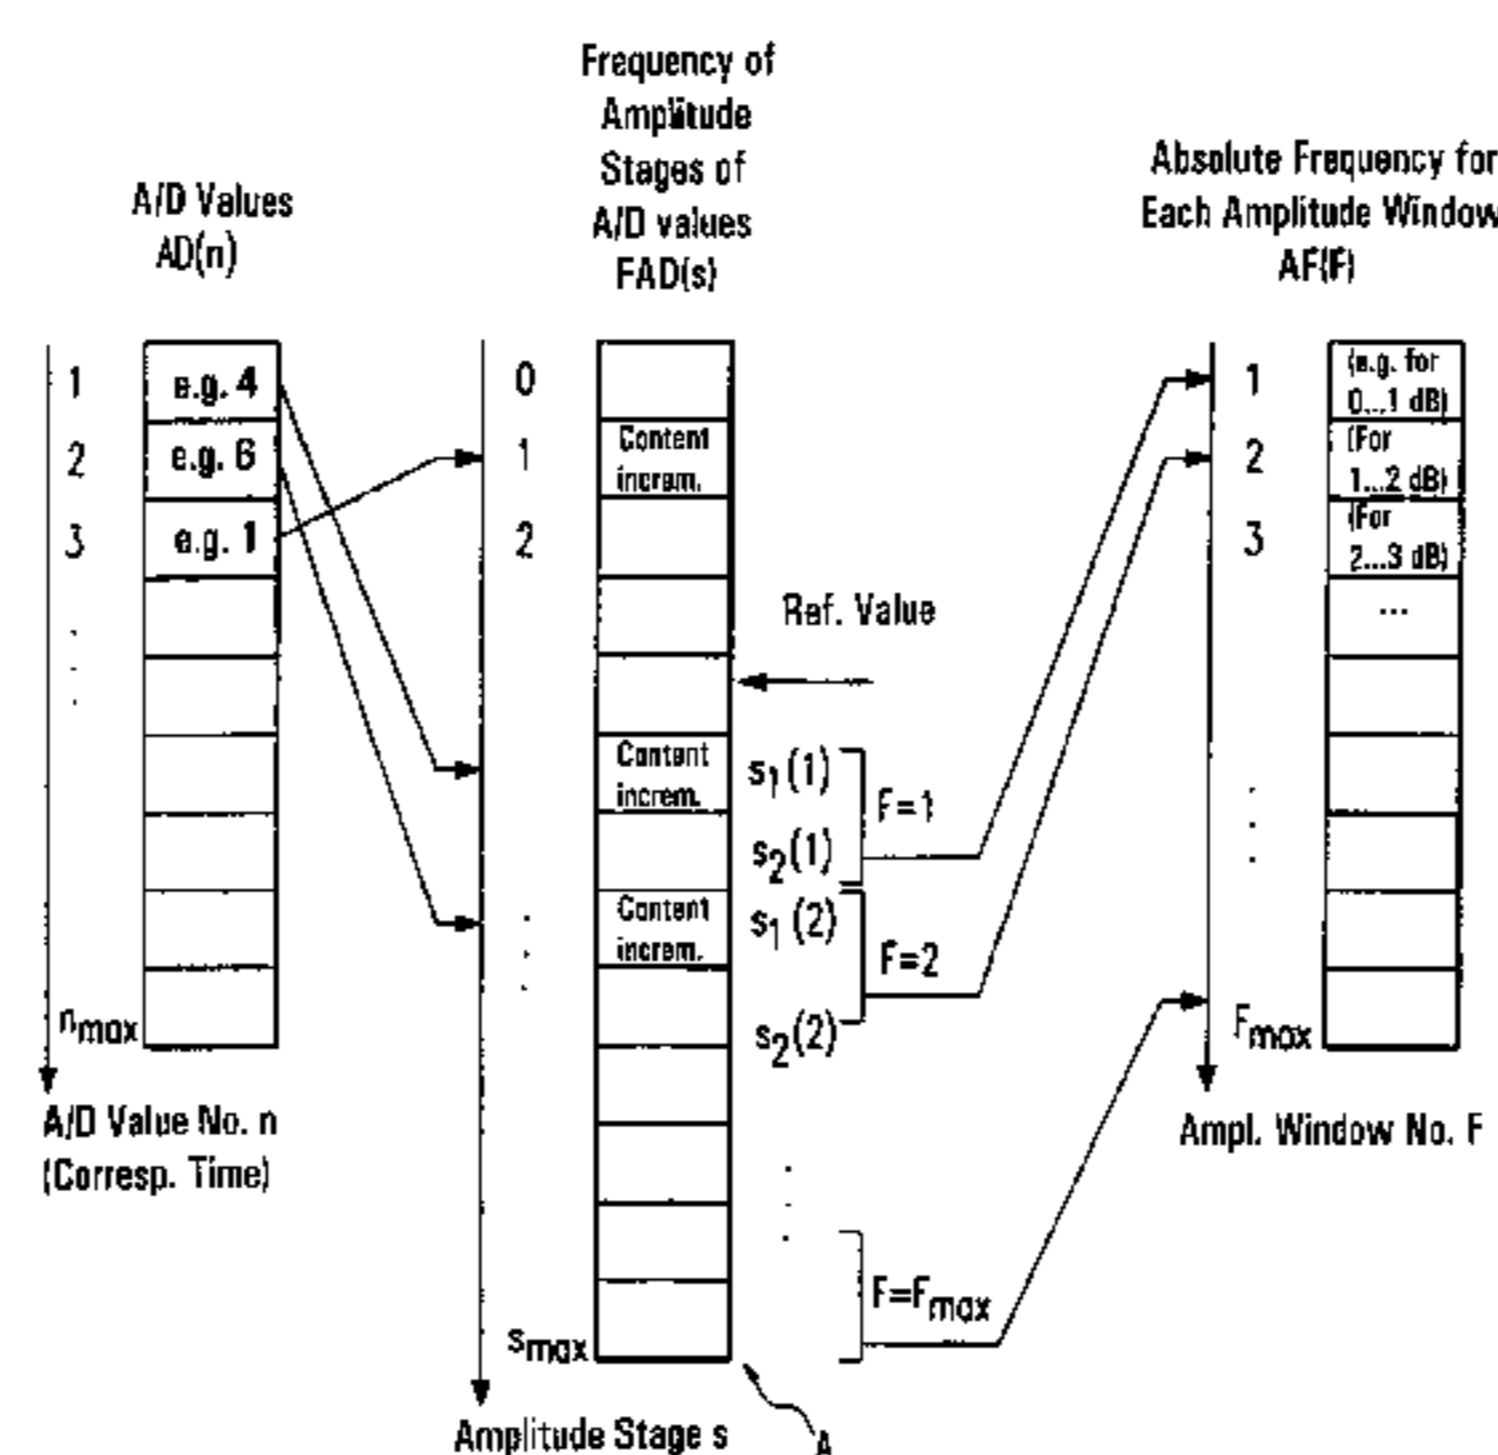 Frequency of
Amplitude
Stages of
A/D values
FAD(s)
A/D Values
AD(n)
Absolute Frequency for
Each Amplitude Window
AF(F)
1
e.g. 4
2
e.g. 6
3
e.g. 1
.
.
.
nmax
A/D Value No. n
(Corresp. Time)
0
1
Content
increm.
2
Ref. Value
Content
increm.
s1(1)
s2(1)
F=1
Content
increm.
s1(2)
s2(2)
F=2
.
.
.
.
.
.
F=Fmax
smax
Amplitude Stage s
A
1
(e.g. for
0...1 dB)
2
(For
1...2 dB)
3
(For
2...3 dB)
...
.
.
.
Fmax
Ampl. Window No. F